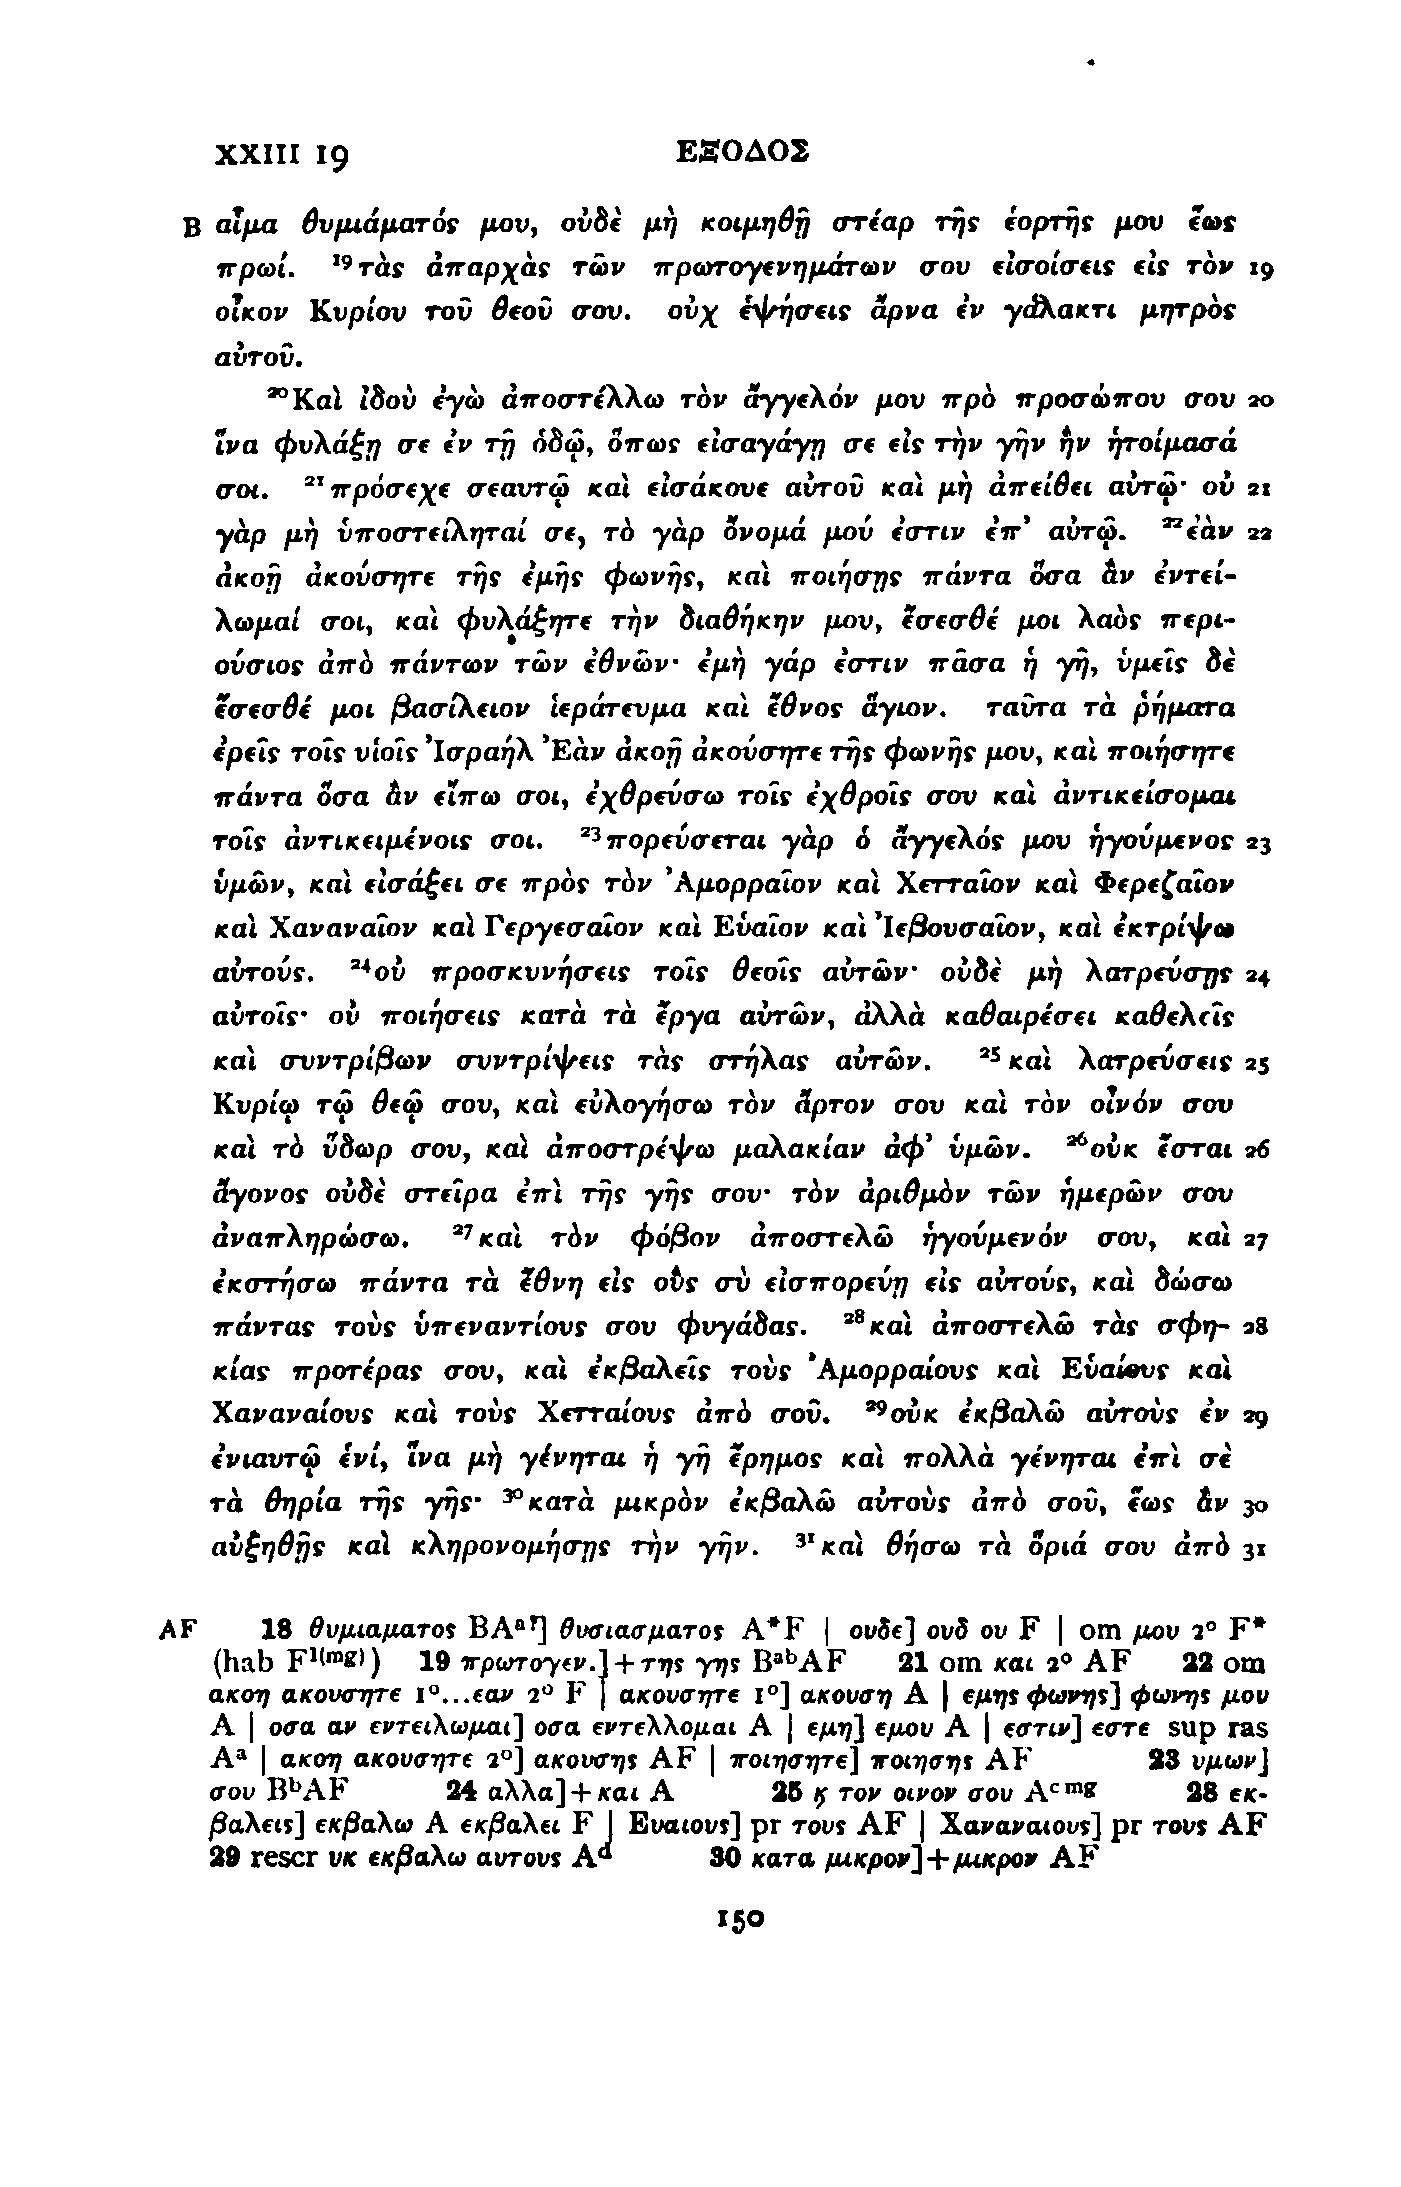 XXIII 19 ΕΞΟΔΟΣ
B αἷμα θυμιάματός μου, οὐδὲ μὴ κοιμηθῇ στέαρ τῆς ἑορτῆς μου ἕως
πρωί. ¹⁹τὰς ἀπαρχὰς τῶν πρωτογενημάτων σου εἰσοίσεις εἰς τὸν 19
οἶκον Κυρίου τοῦ θεοῦ σου. οὐχ ἑψήσεις ἄρνα ἐν γάλακτι μητρὸς
αὐτοῦ.
²⁰Καὶ ἰδοὺ ἐγὼ ἀποστέλλω τὸν ἄγγελόν μου πρὸ προσώπου σου 20
ἵνα φυλάξῃ σε ἐν τῇ ὁδῷ, ὅπως εἰσαγάγῃ σε εἰς τὴν γῆν ἣν ἡτοίμασά
σοι. ²¹πρόσεχε σεαυτῷ καὶ εἰσάκουε αὐτοῦ καὶ μὴ ἀπείθει αὐτῷ· οὐ 21
γὰρ μὴ ὑποστείληταί σε, τὸ γὰρ ὄνομά μού ἐστιν ἐπ᾽ αὐτῷ. ²²ἐὰν 22
ἀκοῇ ἀκούσητε τῆς ἐμῆς φωνῆς, καὶ ποιήσῃς πάντα ὅσα ἂν ἐντεί-
λωμαί σοι, καὶ φυλάξητε τὴν διαθήκην μου, ἔσεσθέ μοι λαὸς περι-
ούσιος ἀπὸ πάντων τῶν ἐθνῶν· ἐμὴ γάρ ἐστιν πᾶσα ἡ γῆ, ὑμεῖς δὲ
ἔσεσθέ μοι βασίλειον ἱεράτευμα καὶ ἔθνος ἅγιον. ταῦτα τὰ ῥήματα
ἐρεῖς τοῖς υἱοῖς Ἰσραήλ Ἐὰν ἀκοῇ ἀκούσητε τῆς φωνῆς μου, καὶ ποιήσητε
πάντα ὅσα ἂν εἴπω σοι, ἐχθρεύσω τοῖς ἐχθροῖς σου καὶ ἀντικείσομαι
τοῖς ἀντικειμένοις σοι. ²³πορεύσεται γὰρ ὁ ἄγγελός μου ἡγούμενος 23
ὑμῶν, καὶ εἰσάξει σε πρὸς τὸν Ἀμορραῖον καὶ Χετταῖον καὶ Φερεζαῖον
καὶ Χαναναῖον καὶ Γεργεσαῖον καὶ Εὑαῖον καὶ Ἰεβουσαῖον, καὶ ἐκτρίψω
αὐτούς. ²⁴οὐ προσκυνήσεις τοῖς θεοῖς αὐτῶν· οὐδὲ μὴ λατρεύσῃς 24
αὐτοῖς· οὐ ποιήσεις κατὰ τὰ ἔργα αὐτῶν, ἀλλὰ καθαιρέσει καθελεῖς
καὶ συντρίβων συντρίψεις τὰς στήλας αὐτῶν. ²⁵καὶ λατρεύσεις 25
Κυρίῳ τῷ θεῷ σου, καὶ εὐλογήσω τὸν ἄρτον σου καὶ τὸν οἶνόν σου
καὶ τὸ ὕδωρ σου, καὶ ἀποστρέψω μαλακίαν ἀφ᾽ ὑμῶν. ²⁶οὐκ ἔσται 26
ἄγονος οὐδὲ στεῖρα ἐπὶ τῆς γῆς σου· τὸν ἀριθμὸν τῶν ἡμερῶν σου
ἀναπληρώσω. ²⁷καὶ τὸν φόβον ἀποστελῶ ἡγούμενόν σου, καὶ 27
ἐκστήσω πάντα τὰ ἔθνη εἰς οὓς σὺ εἰσπορεύῃ εἰς αὐτούς, καὶ δώσω
πάντας τοὺς ὑπεναντίους σου φυγάδας. ²⁸καὶ ἀποστελῶ τὰς σφη- 28
κίας προτέρας σου, καὶ ἐκβαλεῖς τοὺς Ἀμορραίους καὶ Εὑαίους καὶ
Χαναναίους καὶ τοὺς Χετταίους ἀπὸ σοῦ. ²⁹οὐκ ἐκβαλῶ αὐτοὺς ἐν 29
ἐνιαυτῷ ἑνί, ἵνα μὴ γένηται ἡ γῆ ἔρημος καὶ πολλὰ γένηται ἐπὶ σὲ
τὰ θηρία τῆς γῆς· ³⁰κατὰ μικρὸν ἐκβαλῶ αὐτοὺς ἀπὸ σοῦ, ἕως ἂν 30
αὐξηθῇς καὶ κληρονομήσῃς τὴν γῆν. ³¹καὶ θήσω τὰ ὅριά σου ἀπὸ 31
AF 18 θυμιαματος BAᵃ?] θυσιασματος A*F | ουδε] ουδ ου F | om μου 2° F*
(hab F¹⁽ᵐᵍ⁾) 19 πρωτογεν.]+της γης BᵃᵇAF 21 om και 2° AF 22 om
ακοη ακουσητε 1°...εαν 2° F | ακουσητε 1°] ακουση A | εμης φωνης] φωνης μου
A | οσα αν εντειλωμαι] οσα εντελλομαι A | εμη] εμου A | εστιν] εστε sup ras
Aᵃ | ακοη ακουσητε 2°] ακουσης AF | ποιησητε] ποιησης AF 23 υμων]
σου BᵇAF 24 αλλα]+και A 25 ϗ τον οινον σου Aᶜᵐᵍ 28 εκ-
βαλεις] εκβαλω A εκβαλει F | Ευαιους] pr τους AF | Χαναναιους] pr τους AF
29 rescr υκ εκβαλω αυτους Aᵈ 30 κατα μικρον]+μικρον AF
150